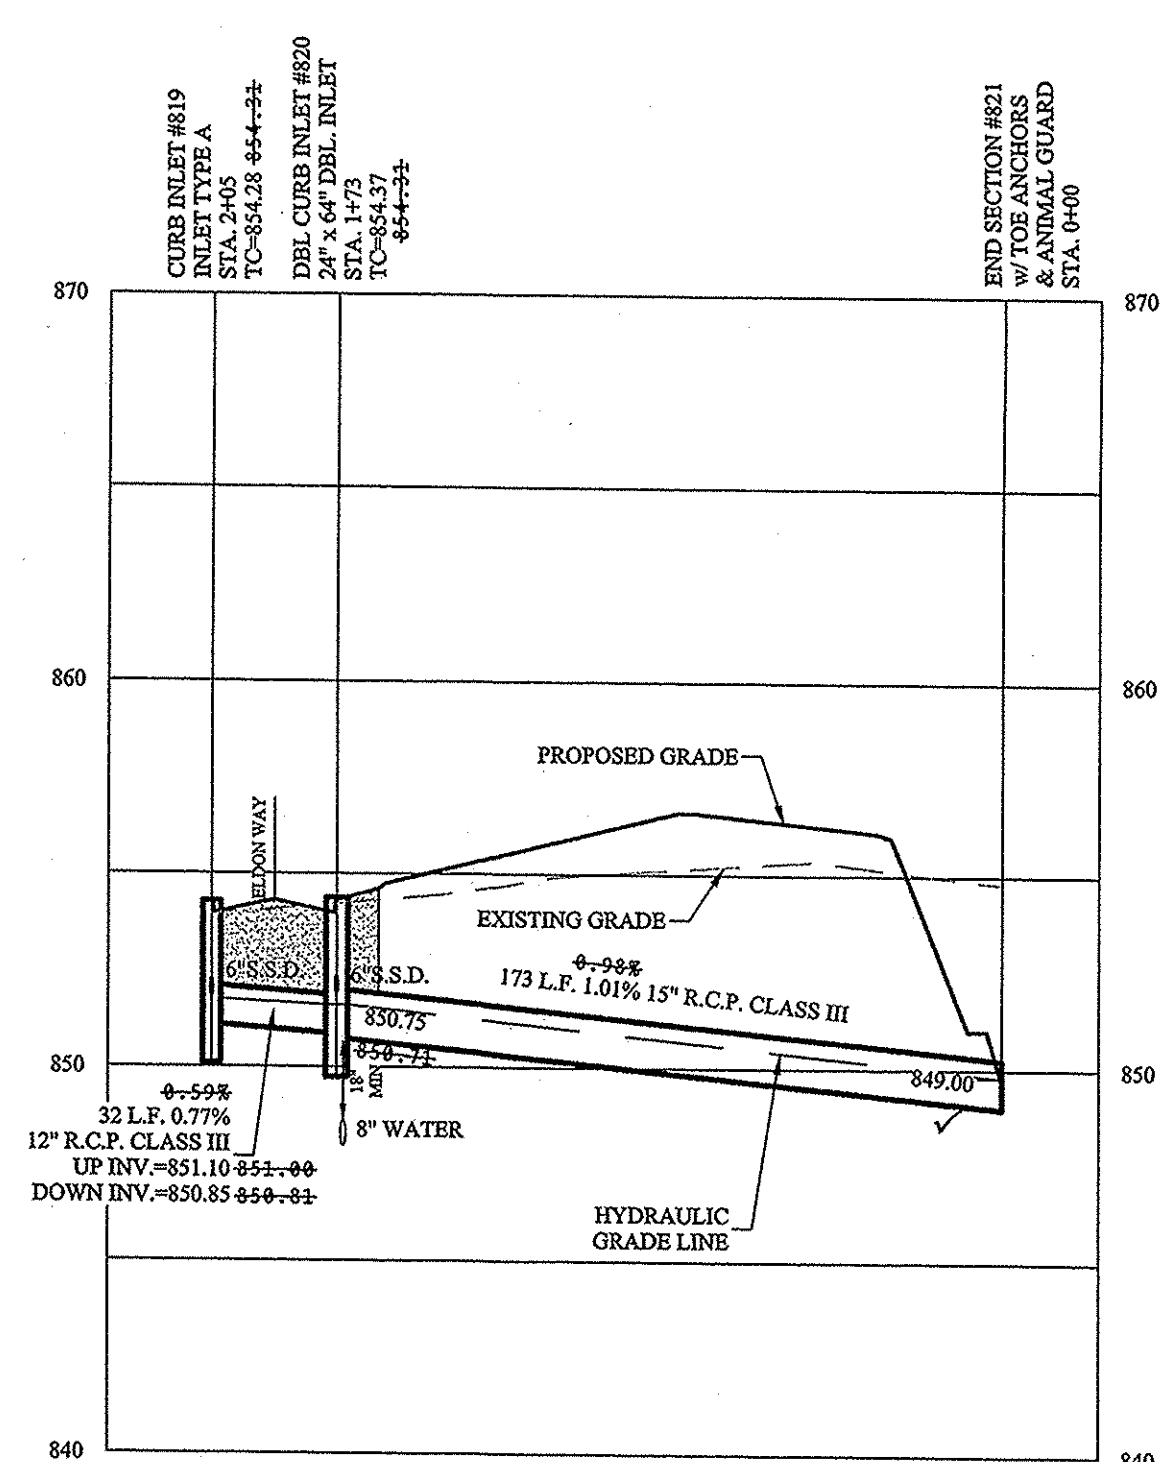 CURB INLET #819
INLET TYPE A
STA. 2+05
TC=854.28 854.31
DBL CURB INLET #820
24" x 64" DBL. INLET
STA. 1+73
TC=854.37
854.31
END SECTION #821
w/ TOE ANCHORS
& ANIMAL GUARD
STA. 0+00
870
870
860
860
PROPOSED GRADE
ELDON WAY
EXISTING GRADE
0.98%
173 L.F. 1.01% 15" R.C.P. CLASS III
6" S.S.D.
6" S.S.D.
850.75
850.71
850
850
849.00
18"
MIN
8" WATER
0.59%
32 L.F. 0.77%
12" R.C.P. CLASS III
UP INV.=851.10 851.00
DOWN INV.=850.85 850.81
HYDRAULIC
GRADE LINE
840
840